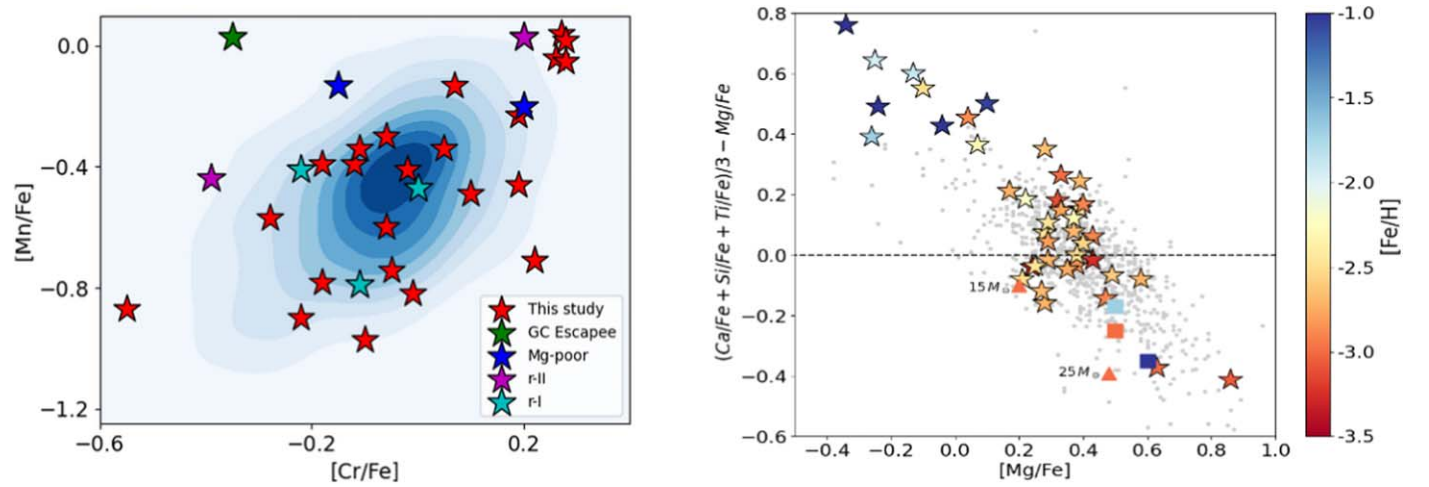 0.0
−0.4
−0.8
−1.2
[Mn/Fe]
−0.6
−0.2
0.2
[Cr/Fe]
This study
GC Escapee
Mg-poor
r-II
r-I
0.8
0.6
0.4
0.2
0.0
−0.2
−0.4
−0.6
(Ca/Fe + Si/Fe + Ti/Fe)/3 − Mg/Fe
15 M⊙
25 M⊙
−0.4
−0.2
0.0
0.2
0.4
0.6
0.8
1.0
[Mg/Fe]
-1.0
-1.5
-2.0
-2.5
-3.0
-3.5
[Fe/H]